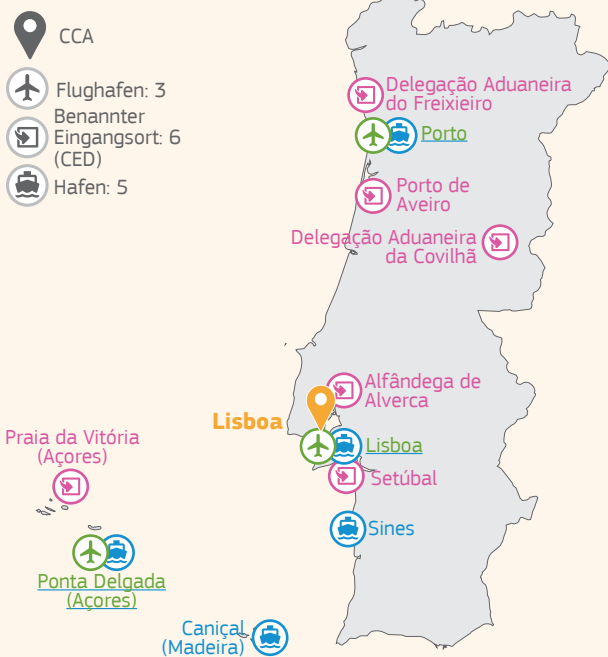 CCA
Flughafen: 3
Benannter
Eingangsort: 6
(CED)
Hafen: 5
Delegação Aduaneira
do Freixieiro
Porto
Porto de
Aveiro
Delegação Aduaneira
da Covilhã
Alfândega de
Alverca
Lisboa
Lisboa
Setúbal
Praia da Vitória
(Açores)
Sines
Ponta Delgada
(Açores)
Caniçal
(Madeira)